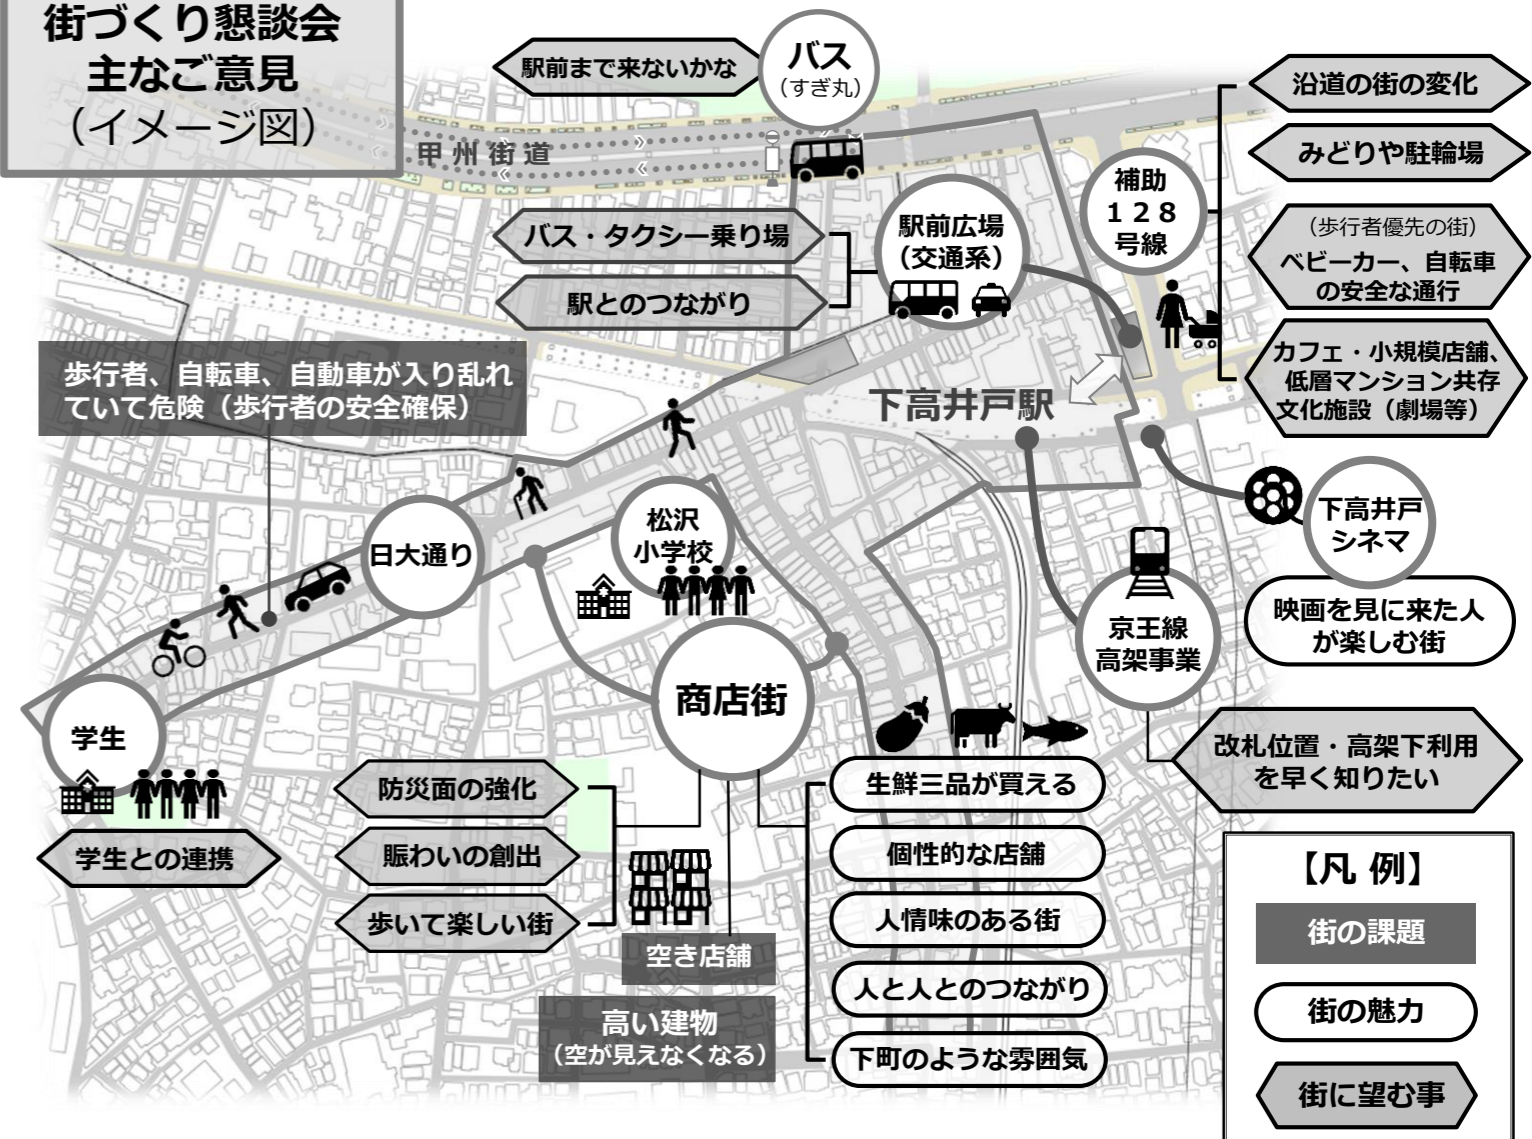 街づくり懇談会
主なご意見
（イメージ図）
駅前まで来ないかな
バス
（すぎ丸）
甲州街道
沿道の街の変化
みどりや駐輪場
補助
１２８
号線
（歩行者優先の街）
ベビーカー、自転車
の安全な通行
カフェ・小規模店舗、
低層マンション共存
文化施設（劇場等）
バス・タクシー乗り場
駅とのつながり
駅前広場
（交通系）
歩行者、自転車、自動車が入り乱れ
ていて危険（歩行者の安全確保）
下高井戸駅
下高井戸
シネマ
映画を見に来た人
が楽しむ街
日大通り
松沢
小学校
京王線
高架事業
改札位置・高架下利用
を早く知りたい
学生
学生との連携
商店街
防災面の強化
賑わいの創出
歩いて楽しい街
空き店舗
高い建物
（空が見えなくなる）
生鮮三品が買える
個性的な店舗
人情味のある街
人と人とのつながり
下町のような雰囲気
【凡 例】
街の課題
街の魅力
街に望む事